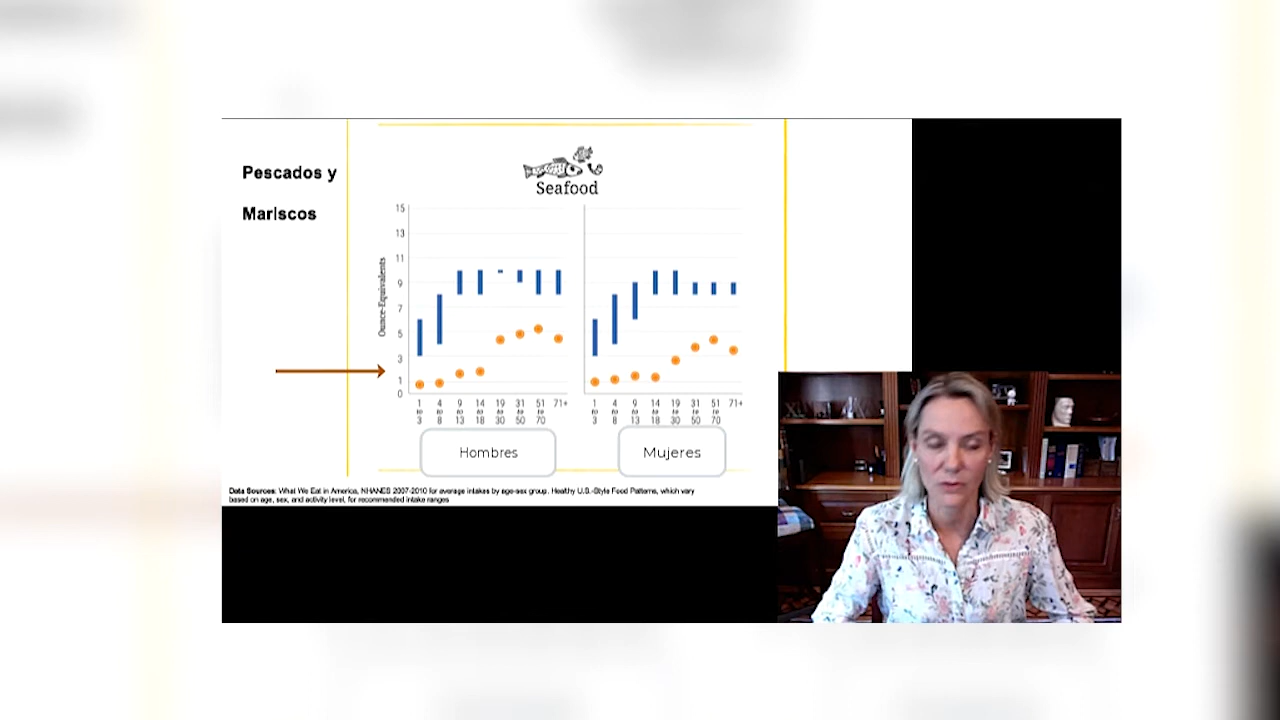 Pescados y
Mariscos
Seafood
Ounce-Equivalents
15
13
11
9
7
5
3
1
0
1 to 3
4 to 8
9 to 13
14 to 18
19 to 30
31 to 50
51 to 70
71+
1 to 3
4 to 8
9 to 13
14 to 18
19 to 30
31 to 50
51 to 70
71+
Hombres
Mujeres
Data Sources: What We Eat in America, NHANES 2007-2010 for average intakes by age-sex group. Healthy U.S.-Style Food Patterns, which vary
based on age, sex, and activity level, for recommended intake ranges